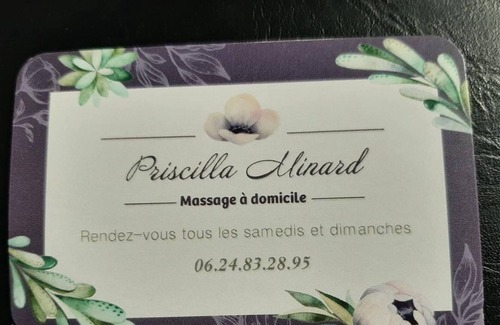 Priscilla Minard
Massage à domicile
Rendez-vous tous les samedis et dimanches
06.24.83.28.95